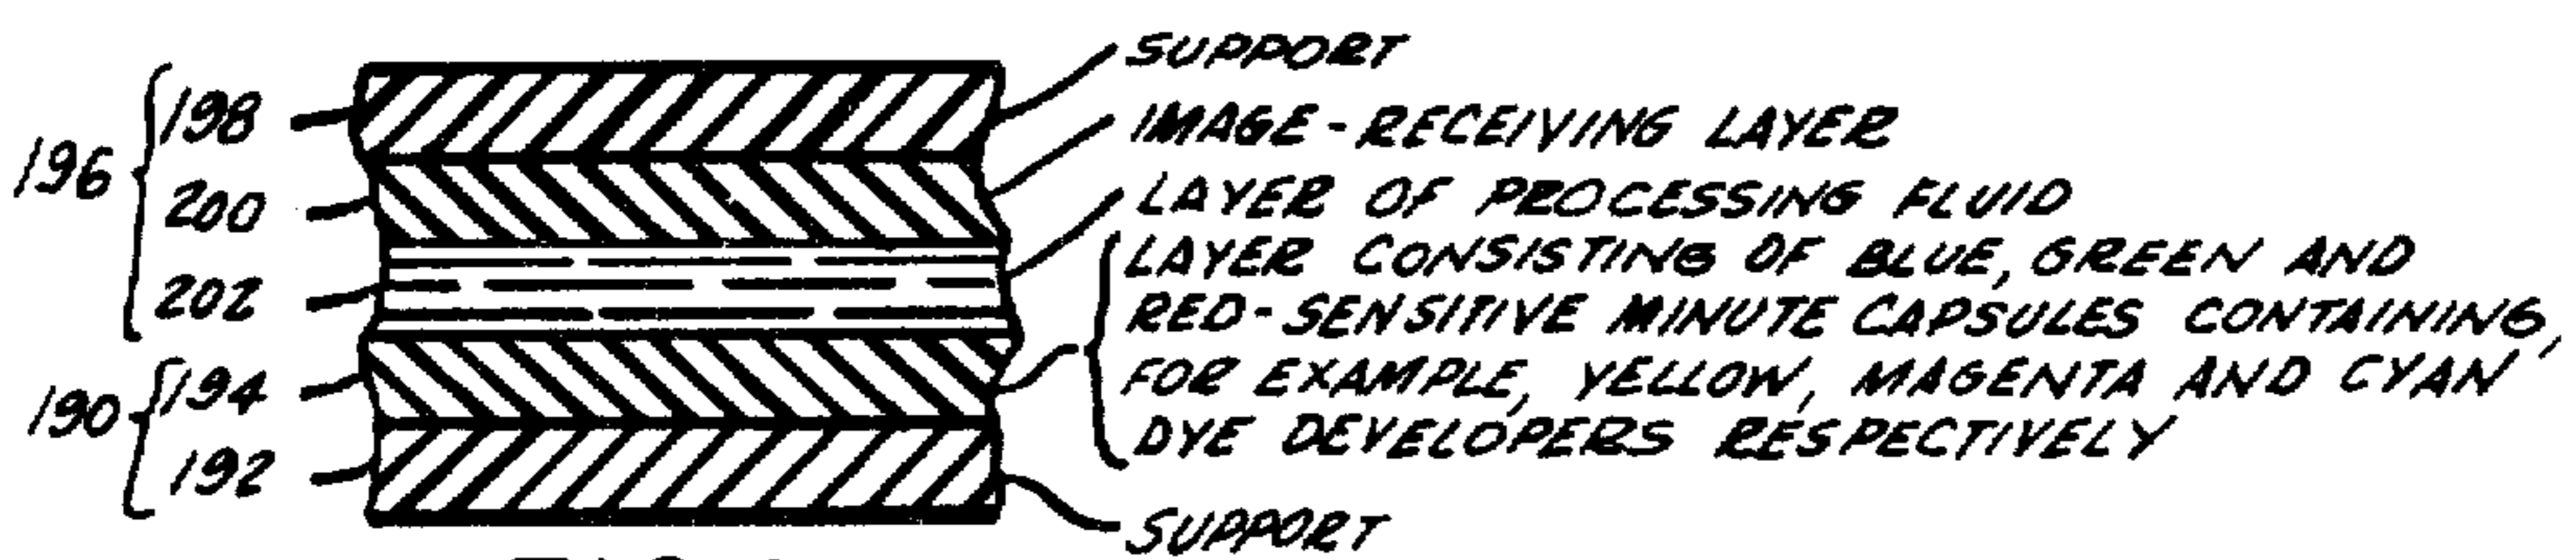 SUPPORT
198
IMAGE-RECEIVING LAYER
196
200
LAYER OF PROCESSING FLUID
202
LAYER CONSISTING OF BLUE, GREEN AND
RED-SENSITIVE MINUTE CAPSULES CONTAINING,
FOR EXAMPLE, YELLOW, MAGENTA AND CYAN
DYE DEVELOPERS RESPECTIVELY
190
194
192
SUPPORT